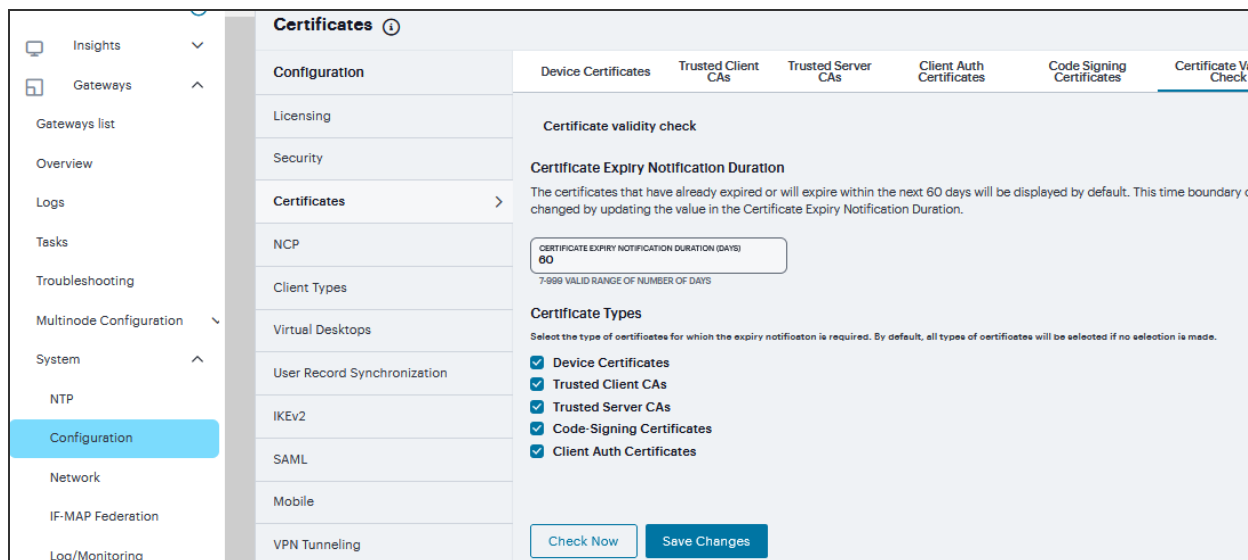 Insights
Gateways
Gateways list
Overview
Logs
Tasks
Troubleshooting
Multinode Configuration
System
NTP
Configuration
Network
IF-MAP Federation
Log/Monitoring
Certificates
Configuration
Licensing
Security
Certificates
NCP
Client Types
Virtual Desktops
User Record Synchronization
IKEv2
SAML
Mobile
VPN Tunneling
Device Certificates
Trusted Client
CAs
Trusted Server
CAs
Client Auth
Certificates
Code Signing
Certificates
Certificate
Check
Certificate validity check
Certificate Expiry Notification Duration
The certificates that have already expired or will expire within the next 60 days will be displayed by default. This time boundary
changed by updating the value in the Certificate Expiry Notification Duration.
CERTIFICATE EXPIRY NOTIFICATION DURATION (DAYS)
60
7-999 VALID RANGE OF NUMBER OF DAYS
Certificate Types
Select the type of certificates for which the expiry notificaton is required. By default, all types of certificates will be selected if no selection is made.
Device Certificates
Trusted Client CAs
Trusted Server CAs
Code-Signing Certificates
Client Auth Certificates
Check Now
Save Changes